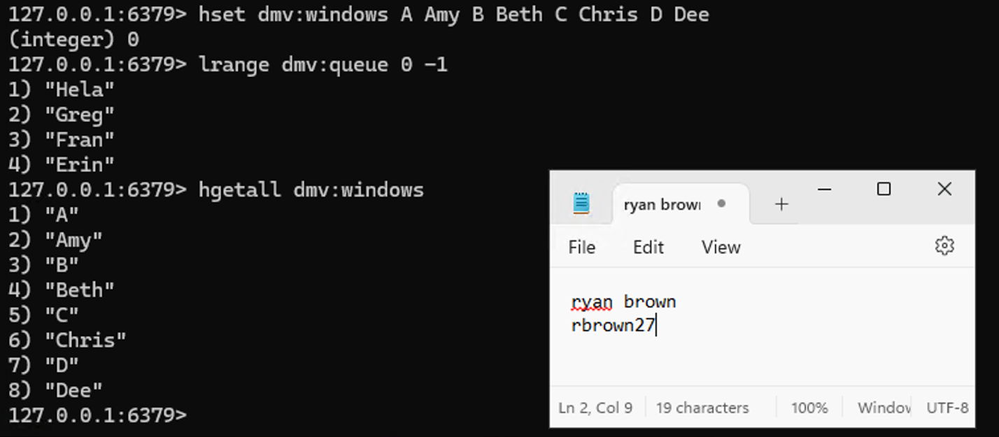 127.0.0.1:6379> hset dmv:windows A Amy B Beth C Chris D Dee
(integer) 0
127.0.0.1:6379> lrange dmv:queue 0 -1
1) "Hela"
2) "Greg"
3) "Fran"
4) "Erin"
127.0.0.1:6379> hgetall dmv:windows
1) "A"
2) "Amy"
3) "B"
4) "Beth"
5) "C"
6) "Chris"
7) "D"
8) "Dee"
127.0.0.1:6379>
ryan brow
File Edit View
ryan brown
rbrown27
Ln 2, Col 9 19 characters 100% Window UTF-8